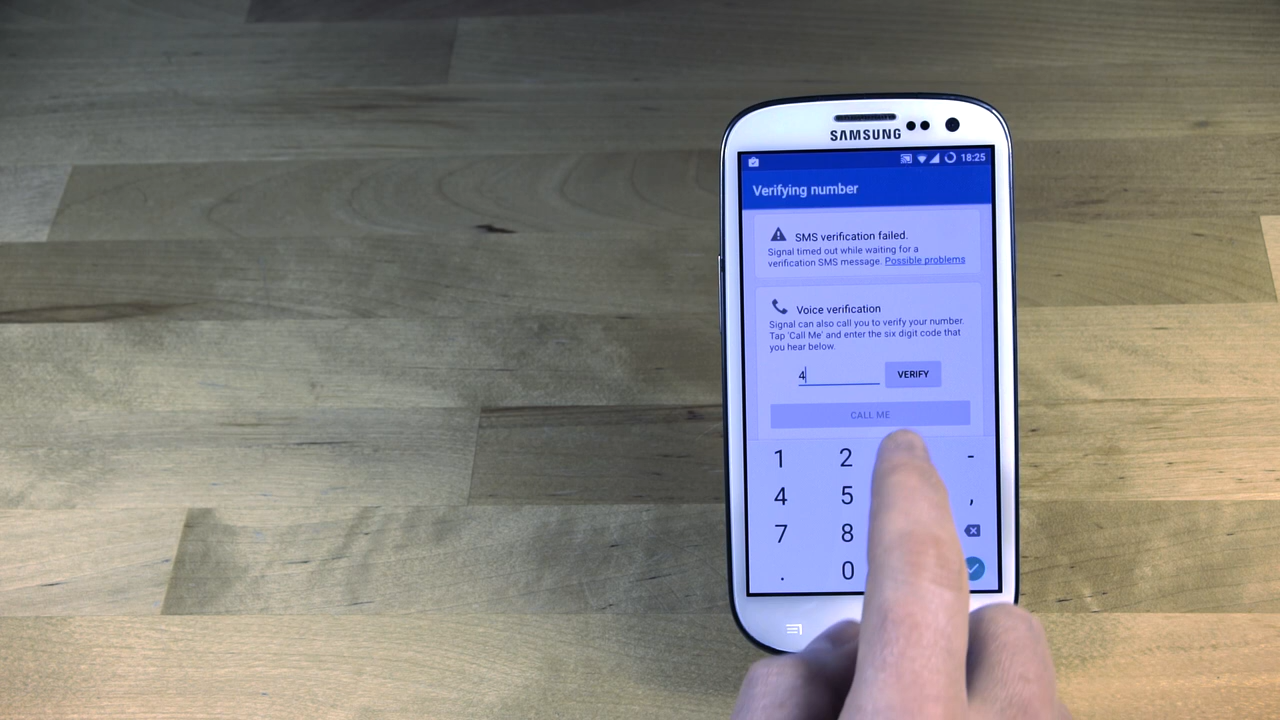 SAMSUNG
18:25
Verifying number
SMS verification failed.
Signal timed out while waiting for a
verification SMS message. Possible problems
Voice verification
Signal can also call you to verify your number.
Tap 'Call Me' and enter the six digit code that
you hear below.
4 VERIFY
CALL ME
1 2 -
4 5 ,
7 8
. 0